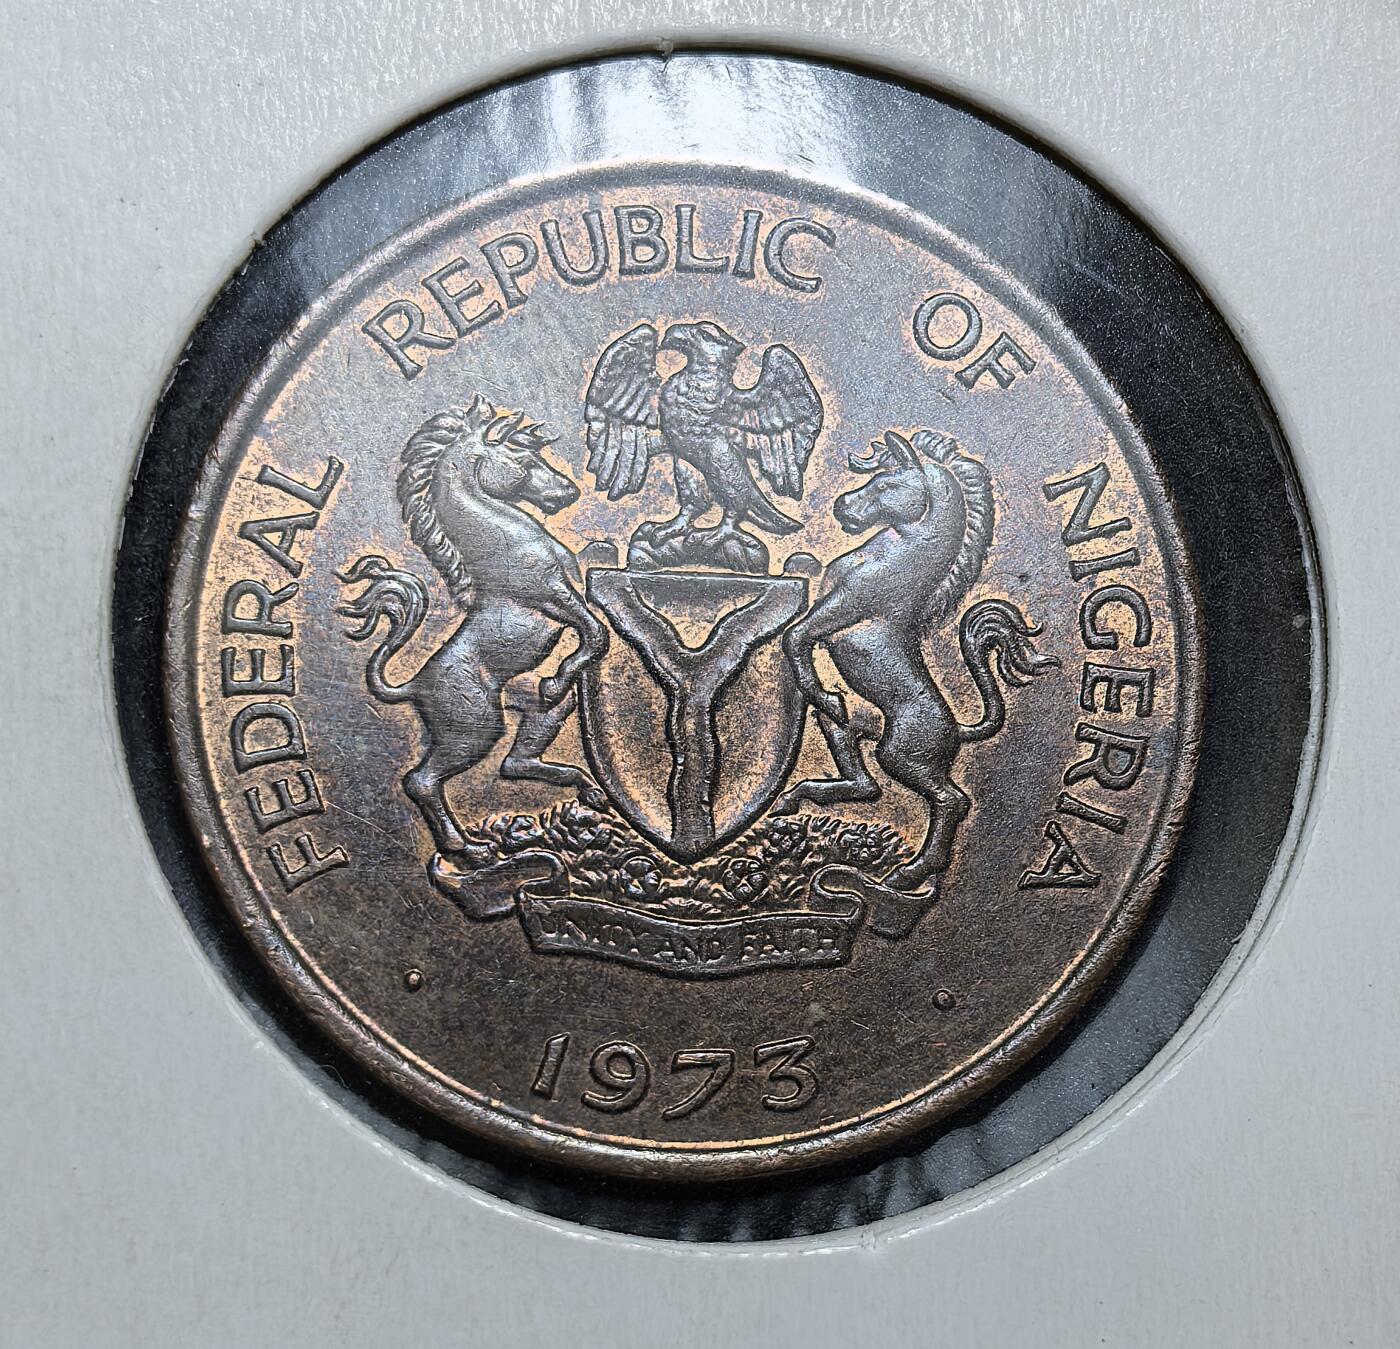 FEDERAL REPUBLIC OF NIGERIA
UNITY AND FAITH
1973